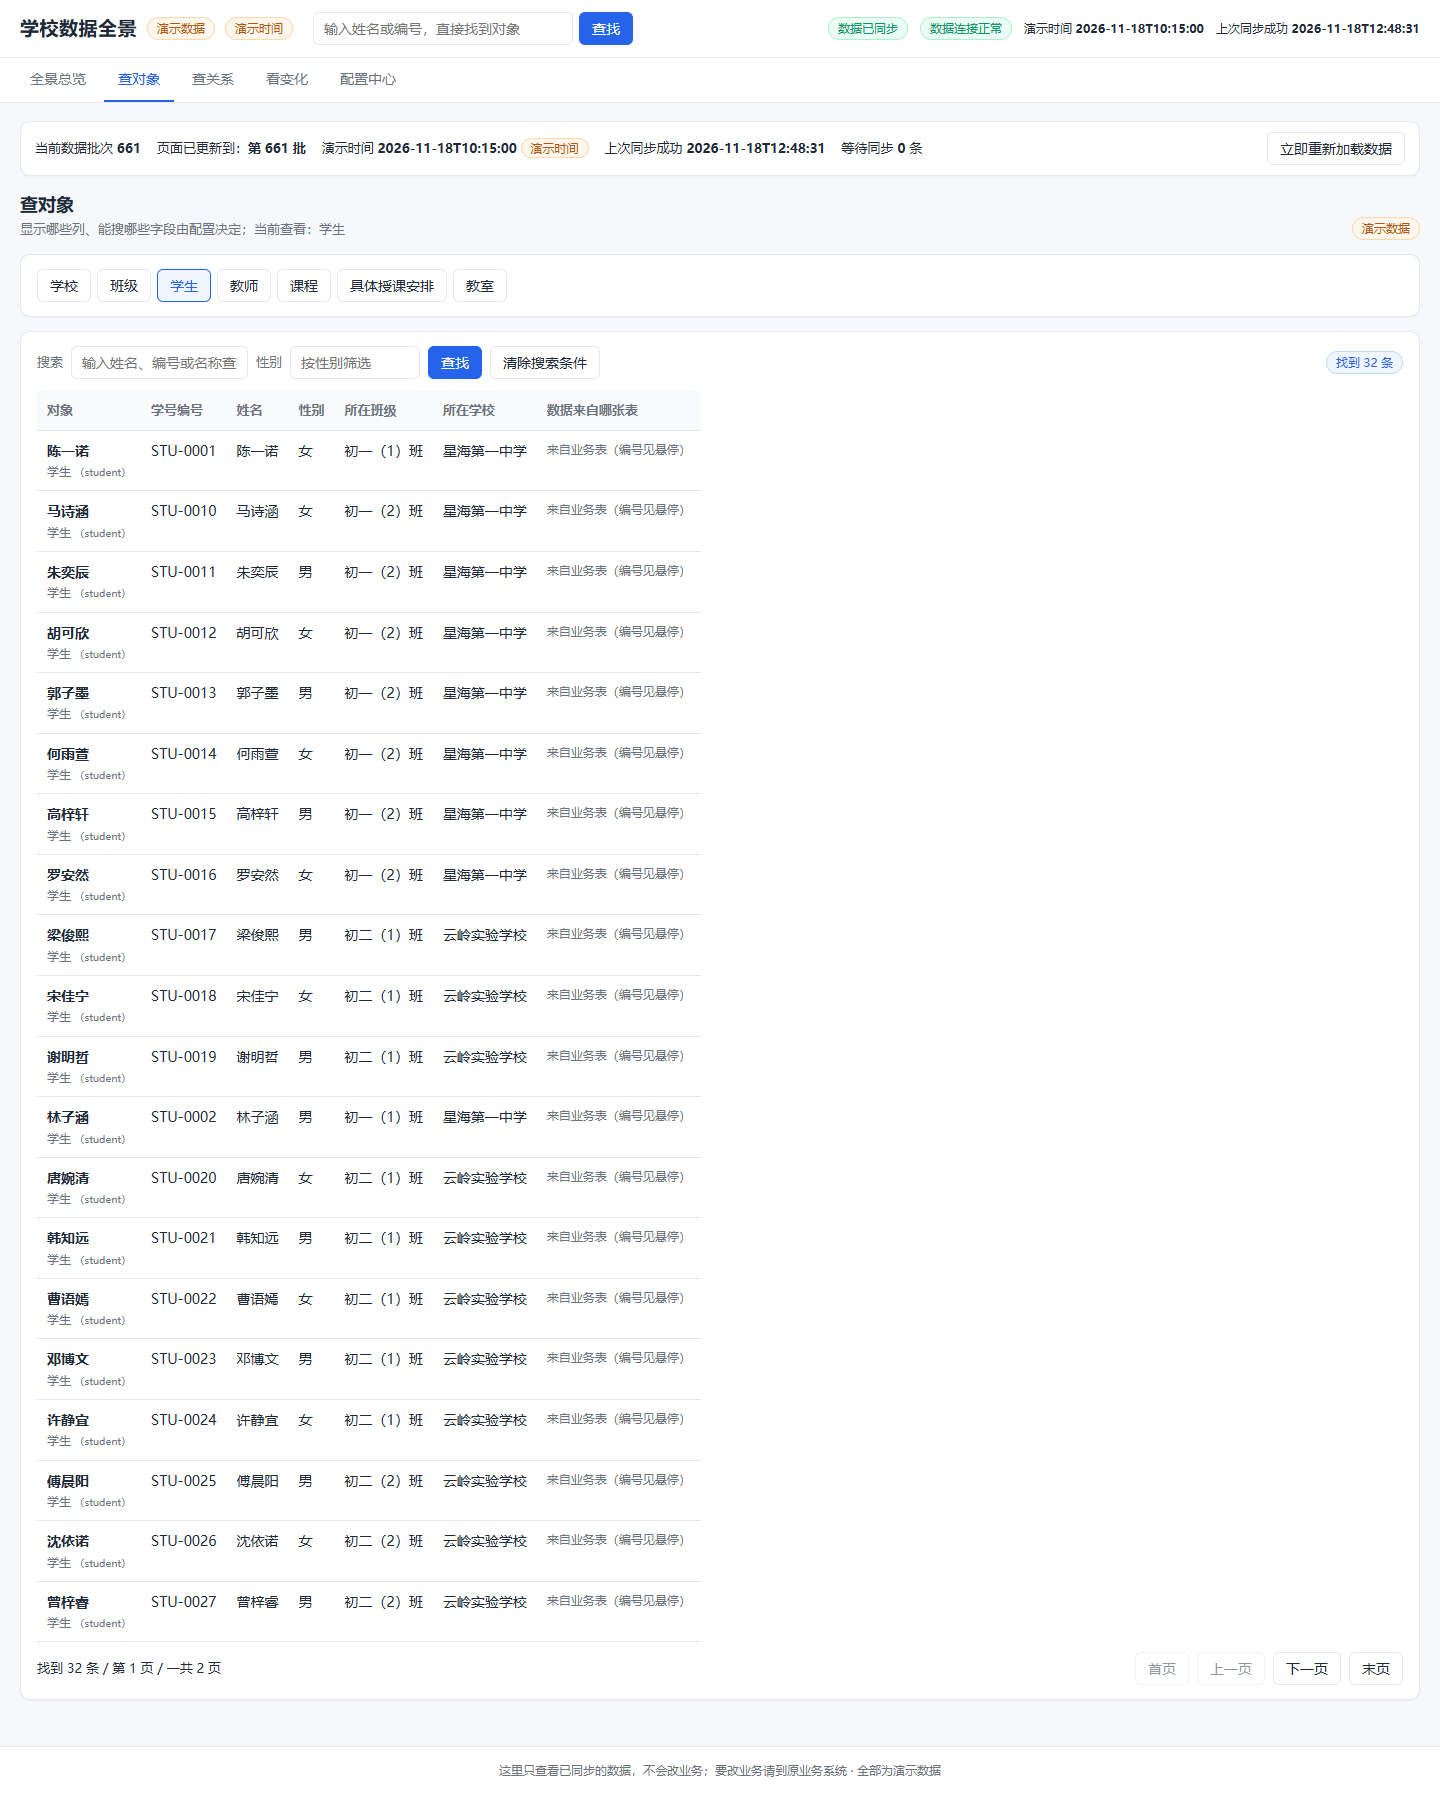 学校数据全景 演示数据 演示时间 输入姓名或编号，直接找到对象 查找 数据已同步 数据连接正常 演示时间 2026-11-18T10:15:00 上次同步成功 2026-11-18T12:48:31
全景总览 查对象 查关系 看变化 配置中心
当前数据批次 661 页面已更新到：第 661 批 演示时间 2026-11-18T10:15:00 演示时间 上次同步成功 2026-11-18T12:48:31 等待同步 0 条 立即重新加载数据
查对象
显示哪些列、能搜哪些字段由配置决定；当前查看：学生 演示数据
学校 班级 学生 教师 课程 具体授课安排 教室
搜索 输入姓名、编号或名称查 性别 按性别筛选 查找 清除搜索条件 找到 32 条
对象 学号编号 姓名 性别 所在班级 所在学校 数据来自哪张表
陈一诺 STU-0001 陈一诺 女 初一（1）班 星海第一中学 来自业务表（编号见悬停）
学生 （student）
马诗涵 STU-0010 马诗涵 女 初一（2）班 星海第一中学 来自业务表（编号见悬停）
学生 （student）
朱奕辰 STU-0011 朱奕辰 男 初一（2）班 星海第一中学 来自业务表（编号见悬停）
学生 （student）
胡可欣 STU-0012 胡可欣 女 初一（2）班 星海第一中学 来自业务表（编号见悬停）
学生 （student）
郭子墨 STU-0013 郭子墨 男 初一（2）班 星海第一中学 来自业务表（编号见悬停）
学生 （student）
何雨萱 STU-0014 何雨萱 女 初一（2）班 星海第一中学 来自业务表（编号见悬停）
学生 （student）
高梓轩 STU-0015 高梓轩 男 初一（2）班 星海第一中学 来自业务表（编号见悬停）
学生 （student）
罗安然 STU-0016 罗安然 女 初一（2）班 星海第一中学 来自业务表（编号见悬停）
学生 （student）
梁俊熙 STU-0017 梁俊熙 男 初二（1）班 云岭实验学校 来自业务表（编号见悬停）
学生 （student）
宋佳宁 STU-0018 宋佳宁 女 初二（1）班 云岭实验学校 来自业务表（编号见悬停）
学生 （student）
谢明哲 STU-0019 谢明哲 男 初二（1）班 云岭实验学校 来自业务表（编号见悬停）
学生 （student）
林子涵 STU-0002 林子涵 男 初一（1）班 星海第一中学 来自业务表（编号见悬停）
学生 （student）
唐婉清 STU-0020 唐婉清 女 初二（1）班 云岭实验学校 来自业务表（编号见悬停）
学生 （student）
韩知远 STU-0021 韩知远 男 初二（1）班 云岭实验学校 来自业务表（编号见悬停）
学生 （student）
曹语嫣 STU-0022 曹语嫣 女 初二（1）班 云岭实验学校 来自业务表（编号见悬停）
学生 （student）
邓博文 STU-0023 邓博文 男 初二（1）班 云岭实验学校 来自业务表（编号见悬停）
学生 （student）
许静宜 STU-0024 许静宜 女 初二（1）班 云岭实验学校 来自业务表（编号见悬停）
学生 （student）
傅晨阳 STU-0025 傅晨阳 男 初二（2）班 云岭实验学校 来自业务表（编号见悬停）
学生 （student）
沈依诺 STU-0026 沈依诺 女 初二（2）班 云岭实验学校 来自业务表（编号见悬停）
学生 （student）
曾梓睿 STU-0027 曾梓睿 男 初二（2）班 云岭实验学校 来自业务表（编号见悬停）
学生 （student）
找到 32 条 / 第 1 页 / 一共 2 页 首页 上一页 下一页 末页
这里只查看已同步的数据，不会改业务；要改业务请到原业务系统 · 全部为演示数据